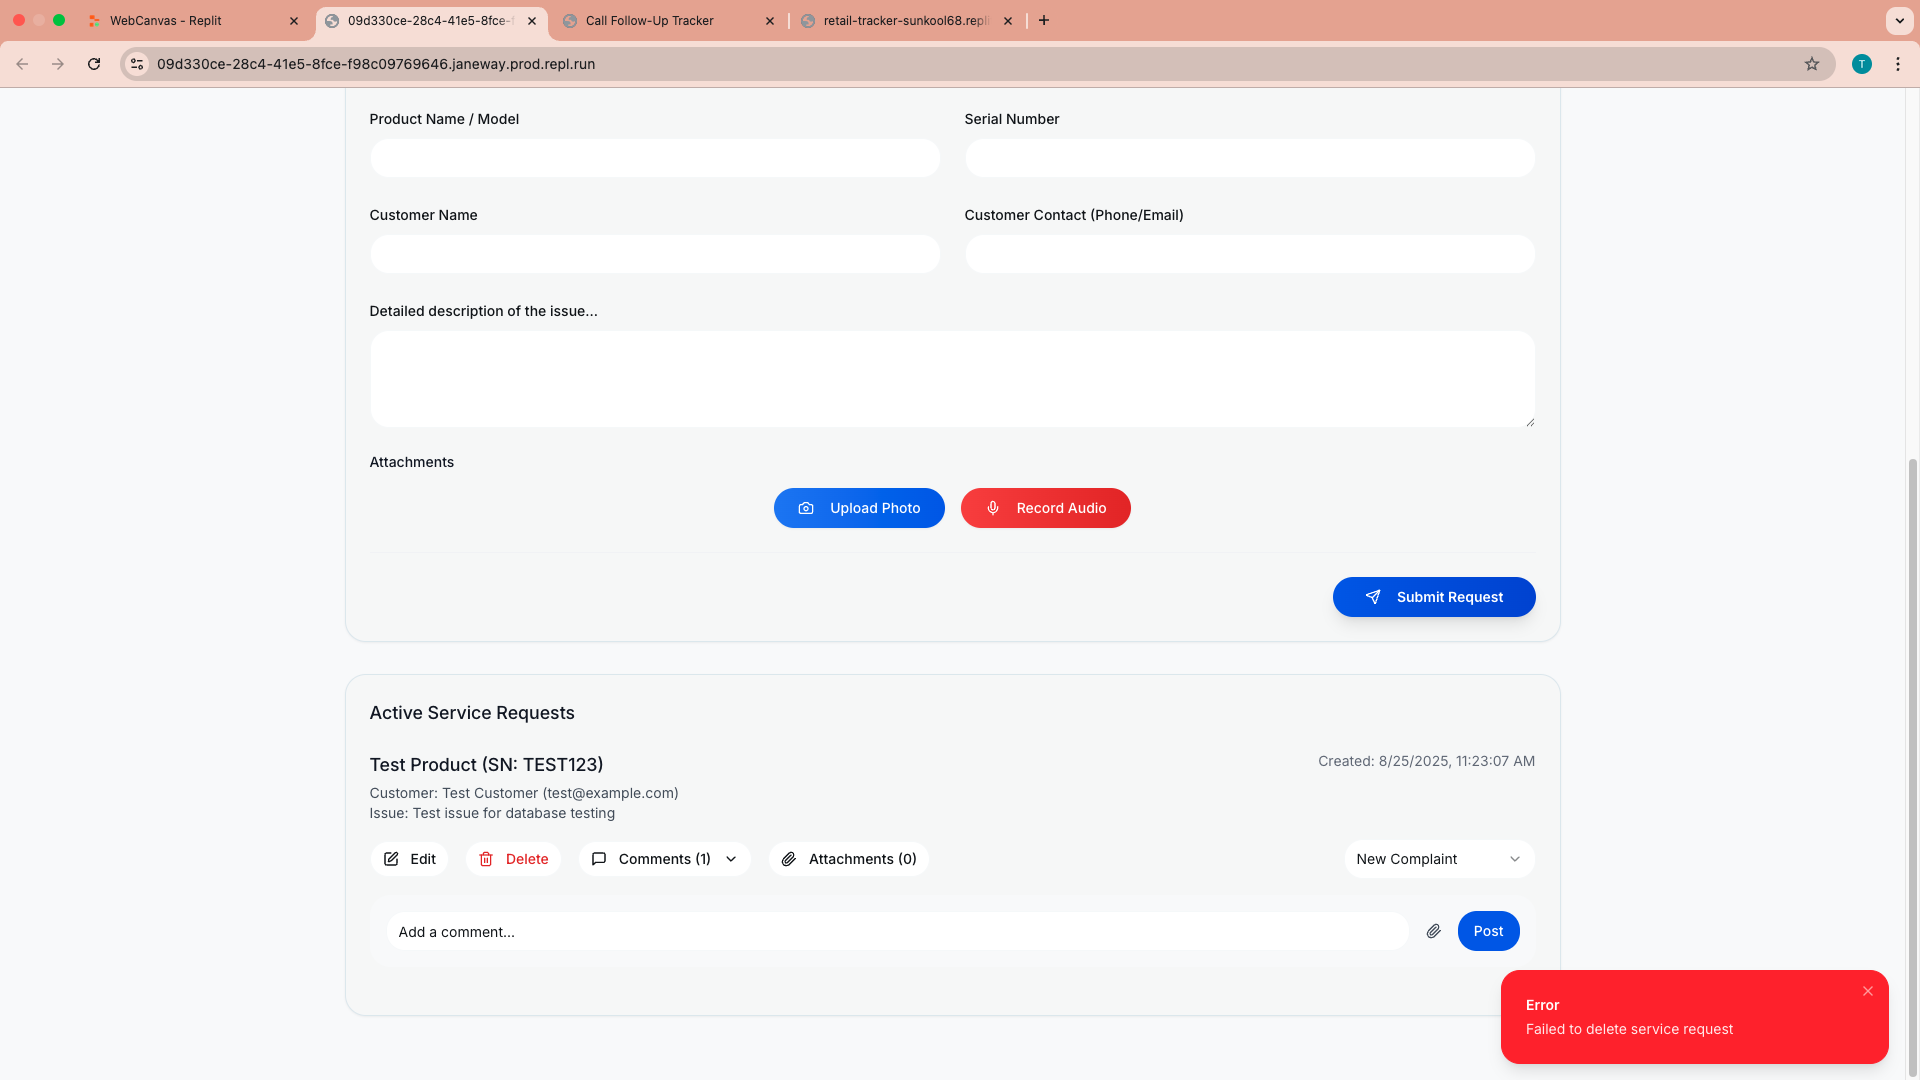 WebCanvas - Replit
09d330ce-28c4-41e5-8fce-f
Call Follow-Up Tracker
retail-tracker-sunkool68.repl
09d330ce-28c4-41e5-8fce-f98c09769646.janeway.prod.repl.run
T
Product Name / Model
Serial Number
Customer Name
Customer Contact (Phone/Email)
Detailed description of the issue...
Attachments
Upload Photo
Record Audio
Submit Request
Active Service Requests
Test Product (SN: TEST123)
Created: 8/25/2025, 11:23:07 AM
Customer: Test Customer (test@example.com)
Issue: Test issue for database testing
Edit
Delete
Comments (1)
Attachments (0)
New Complaint
Add a comment...
Post
Error
Failed to delete service request